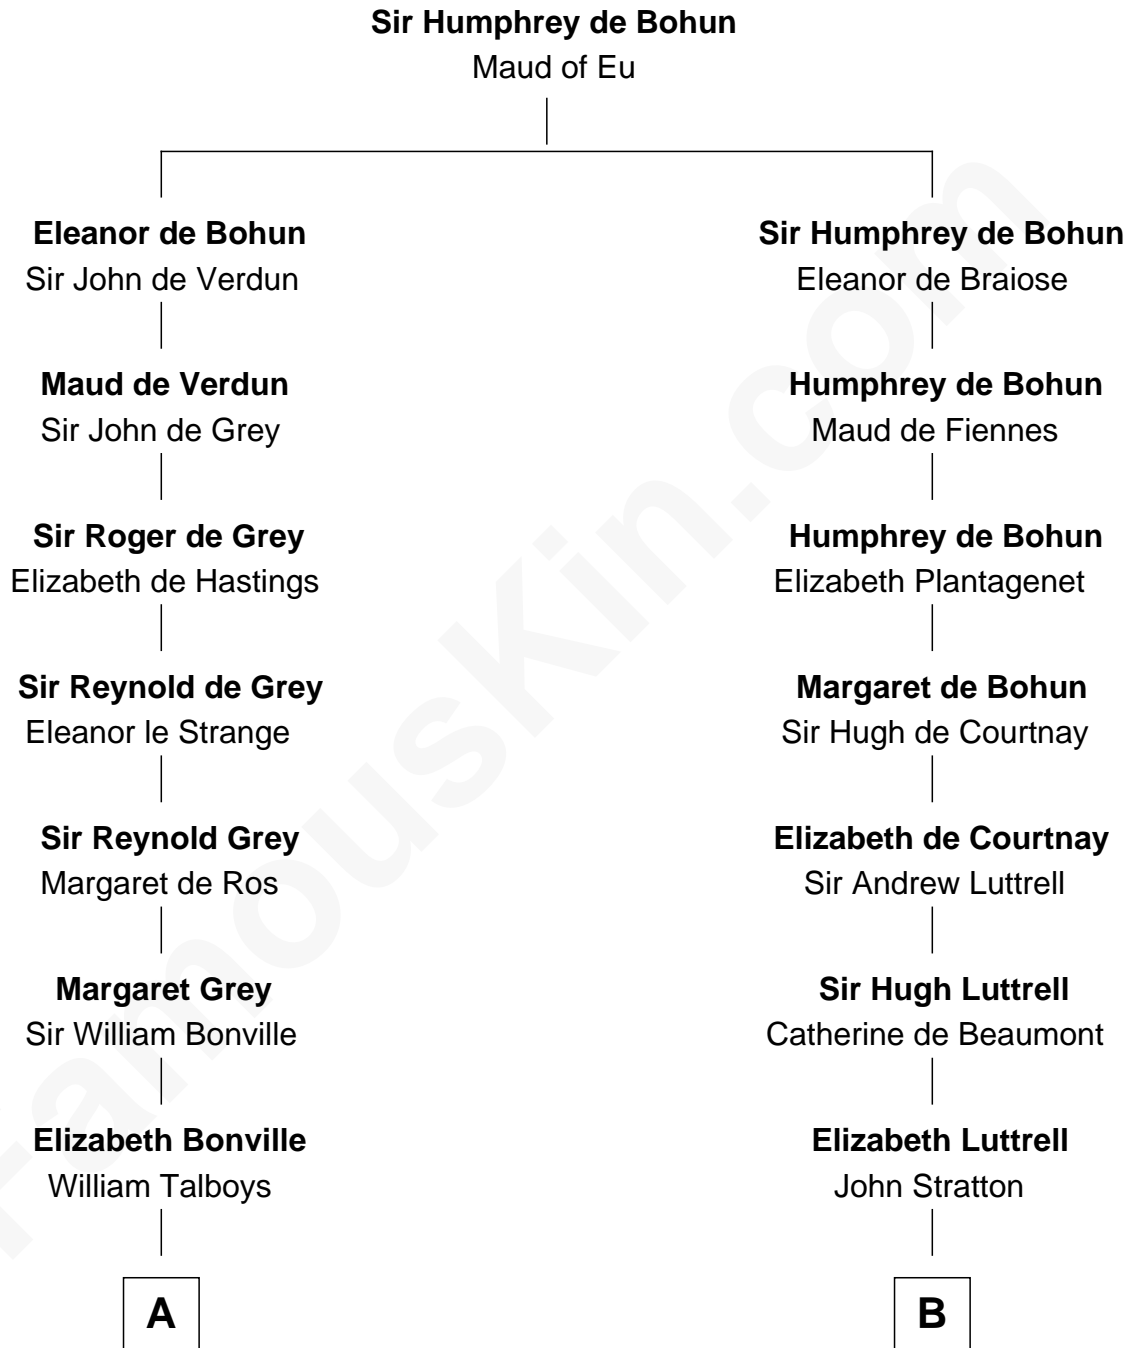 Sir Humphrey de Bohun
Maud of Eu
Eleanor de Bohun
Sir John de Verdun
Sir Humphrey de Bohun
Eleanor de Braiose
Maud de Verdun
Sir John de Grey
Humphrey de Bohun
Maud de Fiennes
Sir Roger de Grey
Elizabeth de Hastings
Humphrey de Bohun
Elizabeth Plantagenet
Sir Reynold de Grey
Eleanor le Strange
Margaret de Bohun
Sir Hugh de Courtnay
Sir Reynold Grey
Margaret de Ros
Elizabeth de Courtnay
Sir Andrew Luttrell
Margaret Grey
Sir William Bonville
Sir Hugh Luttrell
Catherine de Beaumont
Elizabeth Bonville
William Talboys
Elizabeth Luttrell
John Stratton
A
B
FamousKin.com